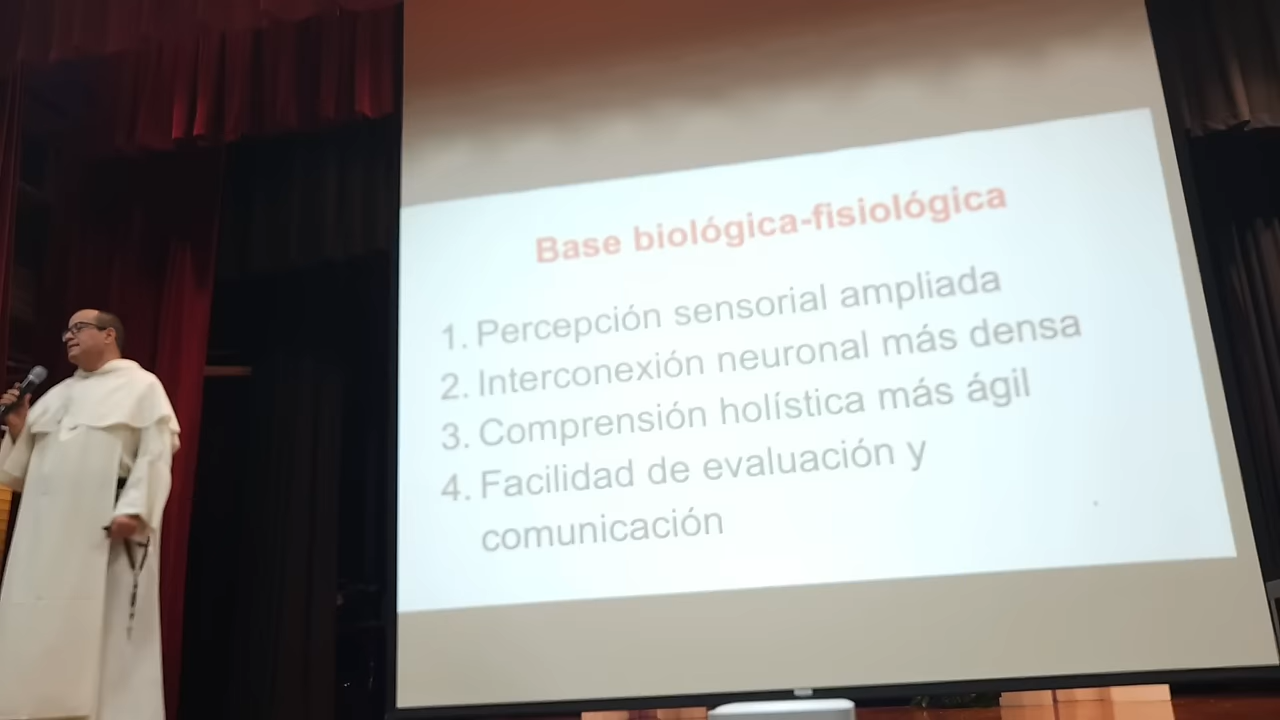 Base biológica-fisiológica
1. Percepción sensorial ampliada
2. Interconexión neuronal más densa
3. Comprensión holística más ágil
4. Facilidad de evaluación y
comunicación